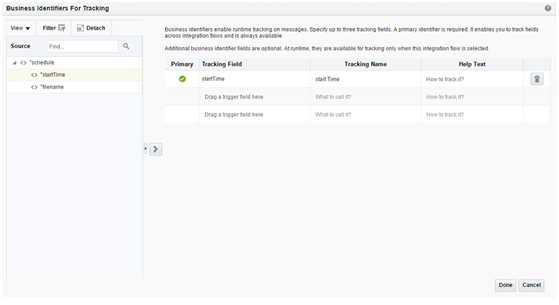 Business Identifiers For Tracking
View Filter Detach
Source Find...
*schedule
*startTime
*filename
Business identifiers enable runtime tracking on messages. Specify up to three tracking fields. A primary identifier is required. It enables you to track fields
across integration flows and is always available.
Additional business identifier fields are optional. At runtime, they are available for tracking only when this integration flow is selected.
Primary Tracking Field Tracking Name Help Text
startTime start Time How to track it?
Drag a trigger field here What to call it? How to track it?
Drag a trigger field here What to call it? How to track it?
Done Cancel